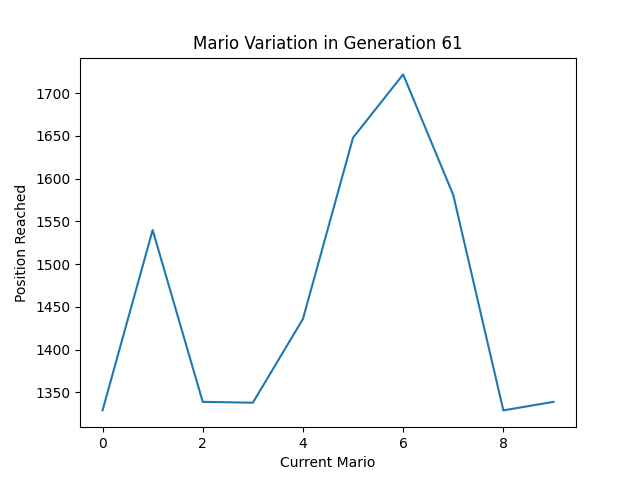 Mario Variation in Generation 61
Position Reached
1700
1650
1600
1550
1500
1450
1400
1350
0 2 4 6 8
Current Mario